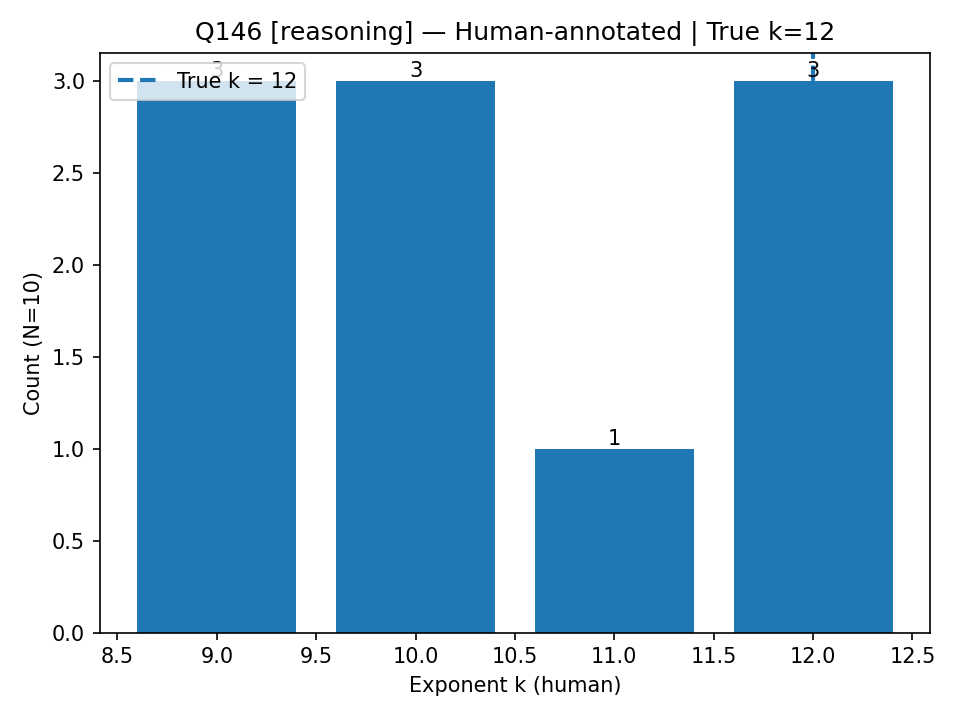 Q146 [reasoning] — Human-annotated | True k=12
True k = 12
3
3
1
3
3.0
2.5
2.0
1.5
1.0
0.5
0.0
Count (N=10)
8.5 9.0 9.5 10.0 10.5 11.0 11.5 12.0 12.5
Exponent k (human)